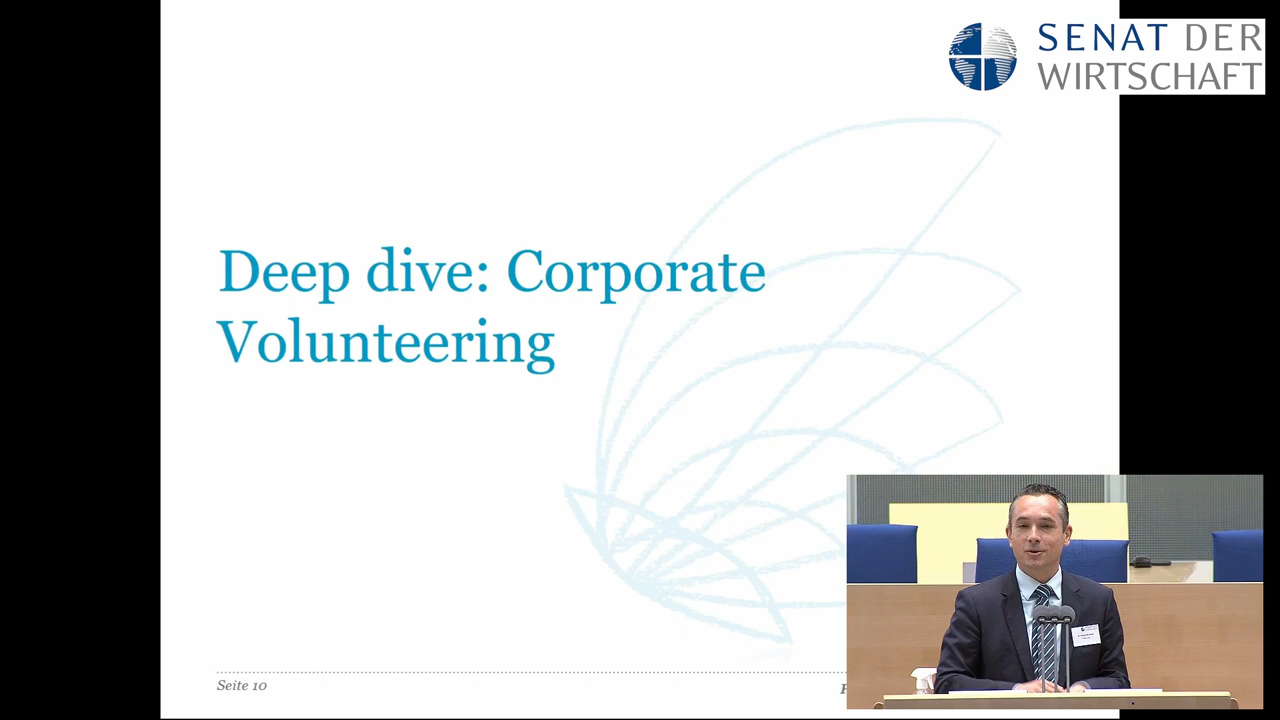 SENAT DER
WIRTSCHAFT
Deep dive: Corporate
Volunteering
Seite 10